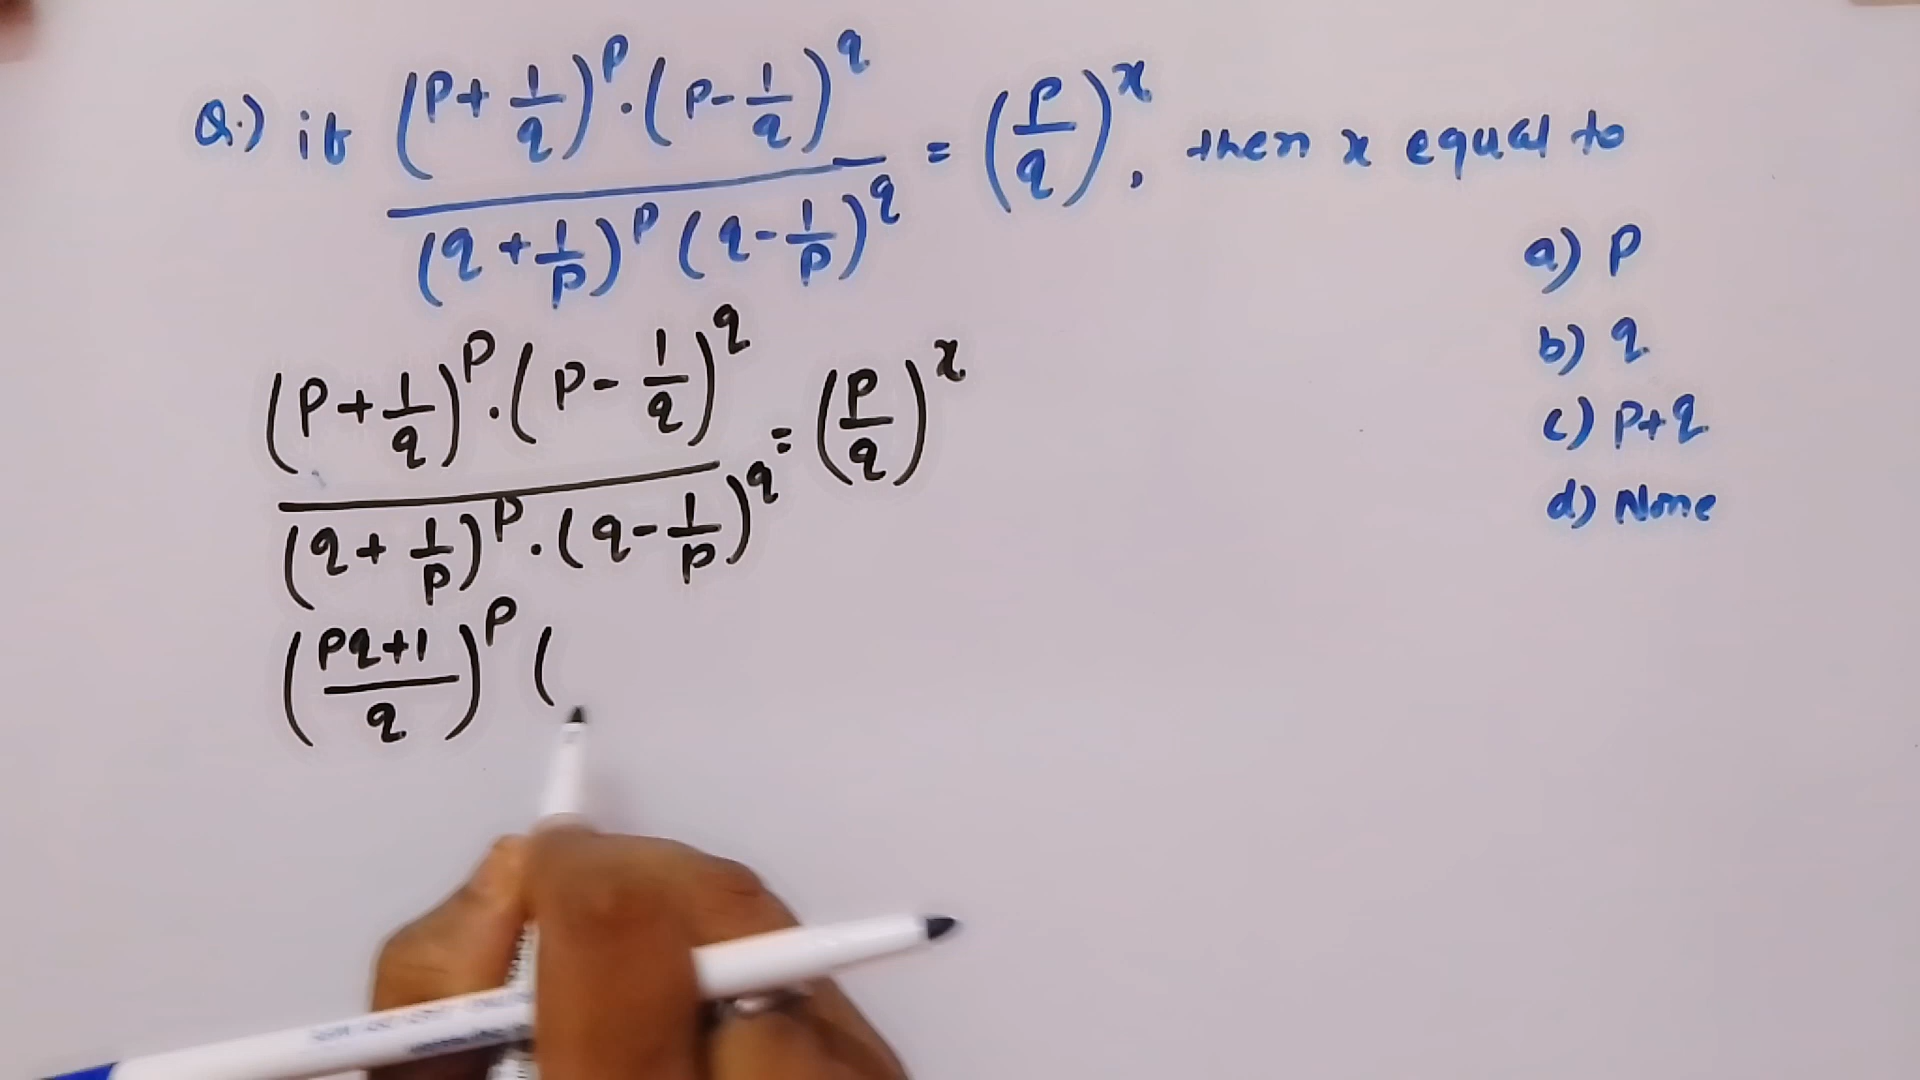 Q.) if (p+1/q)^p·(p-1/q)^q / (q+1/p)^p (q-1/p)^q = (p/q)^x, then x equal to
a) p
b) q
c) p+q
d) None
(p+1/q)^p·(p-1/q)^q / (q+1/p)^p·(q-1/p)^q = (p/q)^x
((pq+1)/q)^p (